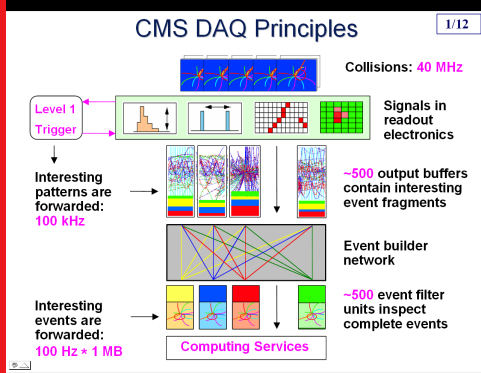 CMS DAQ Principles
1/12
Collisions: 40 MHz
Level 1
Trigger
Signals in
readout
electronics
Interesting
patterns are
forwarded:
100 kHz
~500 output buffers
contain interesting
event fragments
Event builder
network
Interesting
events are
forwarded:
100 Hz * 1 MB
~500 event filter
units inspect
complete events
Computing Services